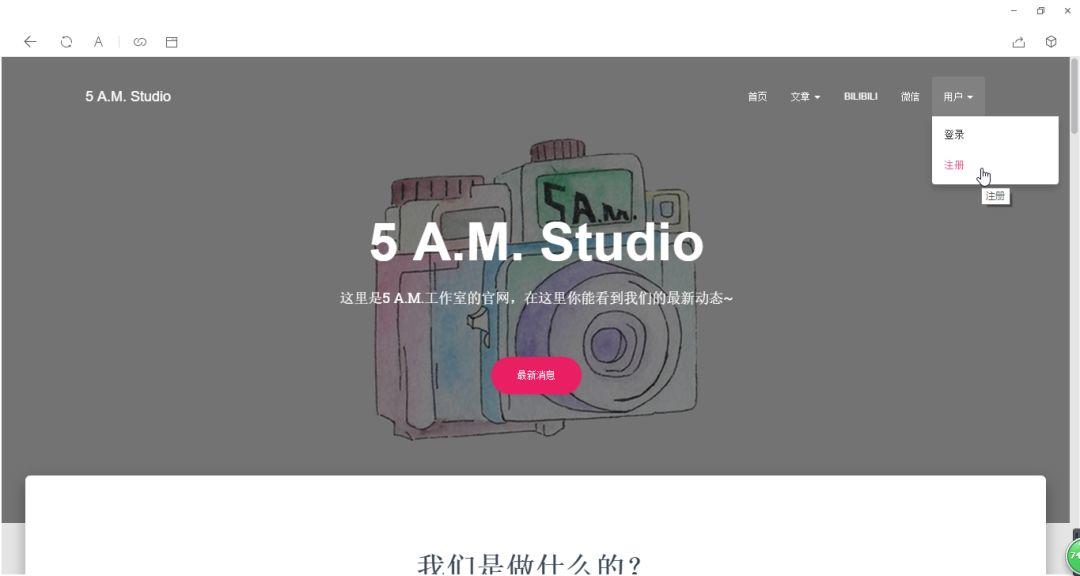 5 A.M. Studio
首页 文章 BILIBILI 微信 用户
登录
注册
注册
5 A.M.
5 A.M. Studio
这里是5 A.M.工作室的官网，在这里你能看到我们的最新动态~
最新消息
我们是做什么的？